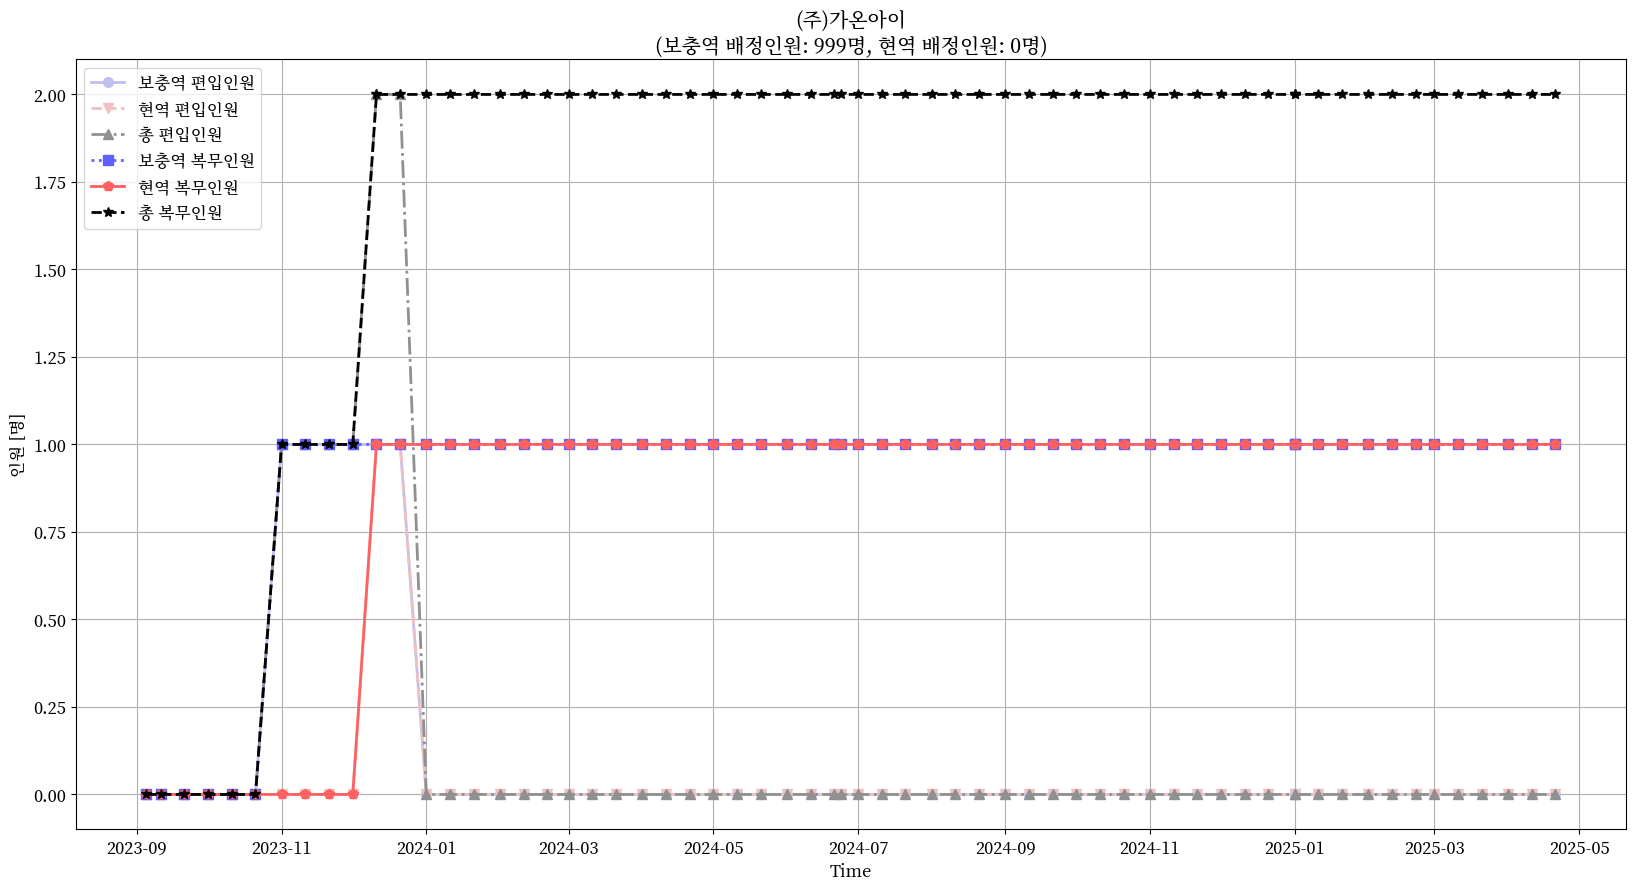 (주)가온아이
(보충역 배정인원: 999명, 현역 배정인원: 0명)
보충역 편입인원
현역 편입인원
총 편입인원
보충역 복무인원
현역 복무인원
총 복무인원
2.00
1.75
1.50
1.25
1.00
0.75
0.50
0.25
0.00
인원 [명]
2023-09 2023-11 2024-01 2024-03 2024-05 2024-07 2024-09 2024-11 2025-01 2025-03 2025-05
Time